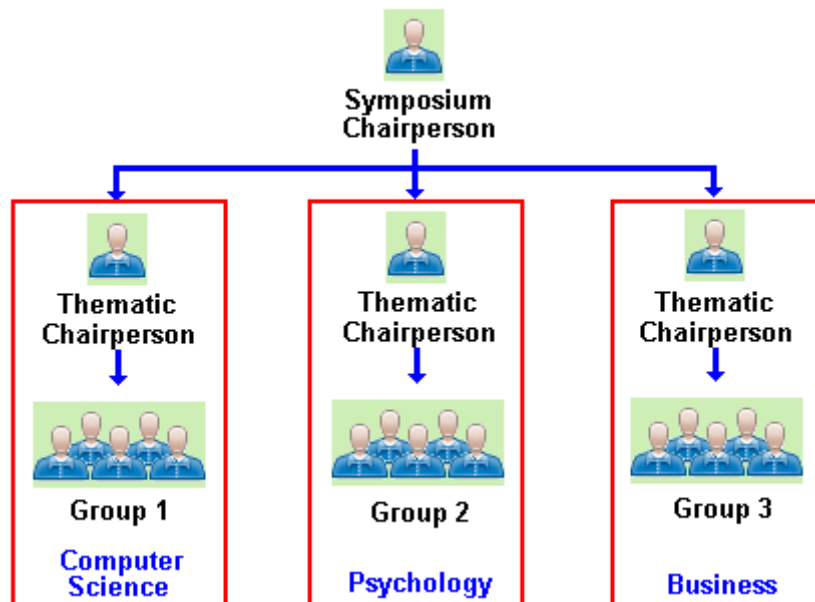 Symposium
Chairperson
Thematic
Chairperson
Thematic
Chairperson
Thematic
Chairperson
Group 1
Group 2
Group 3
Computer
Science
Psychology
Business